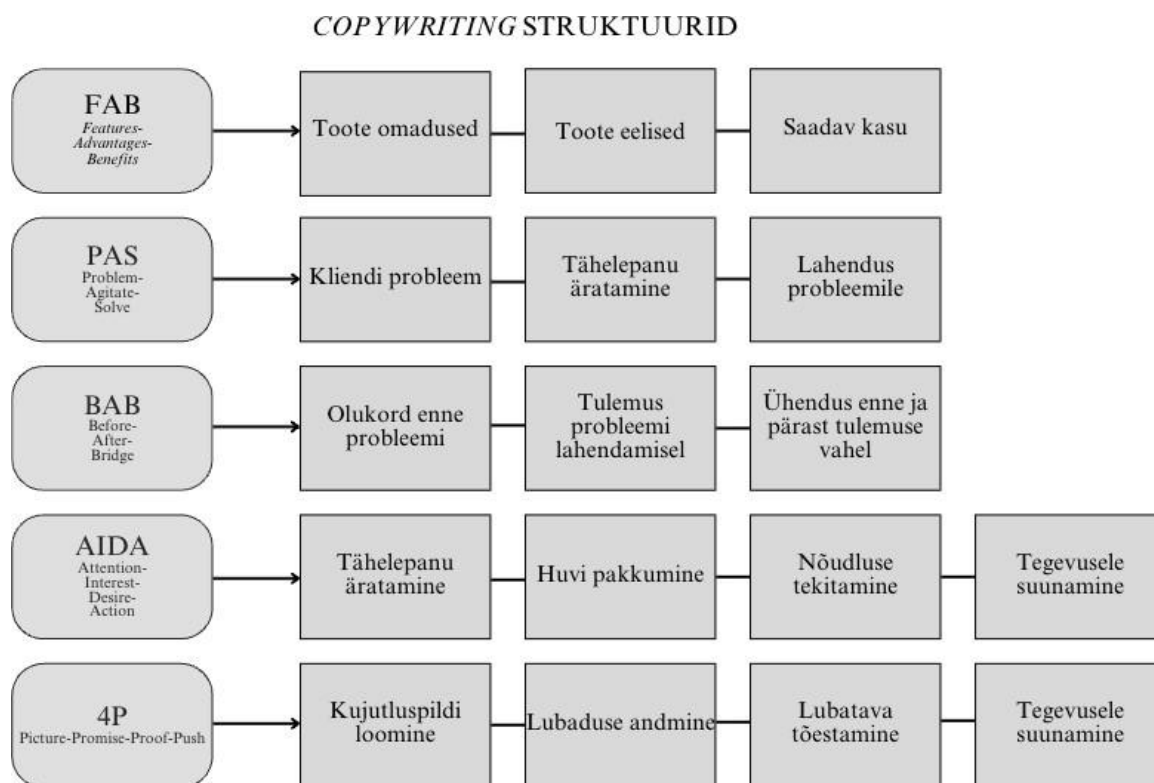 COPYWRITING STRUKTUURID
FAB
Features-
Advantages-
Benefits
Toote omadused
Toote eelised
Saadav kasu
PAS
Problem-
Agitate-
Solve
Kliendi probleem
Tähelepanu
äratamine
Lahendus
probleemile
BAB
Before-
After-
Bridge
Olukord enne
probleemi
Tulemus
probleemi
lahendamisel
Ühendus enne ja
pärast tulemuse
vahel
AIDA
Attention-
Interest-
Desire-
Action
Tähelepanu
äratamine
Huvi pakkumine
Nõudluse
tekitamine
Tegevusele
suunamine
4P
Picture-Promise-Proof-Push
Kujutluspildi
loomine
Lubaduse andmine
Lubatava
tõestamine
Tegevusele
suunamine